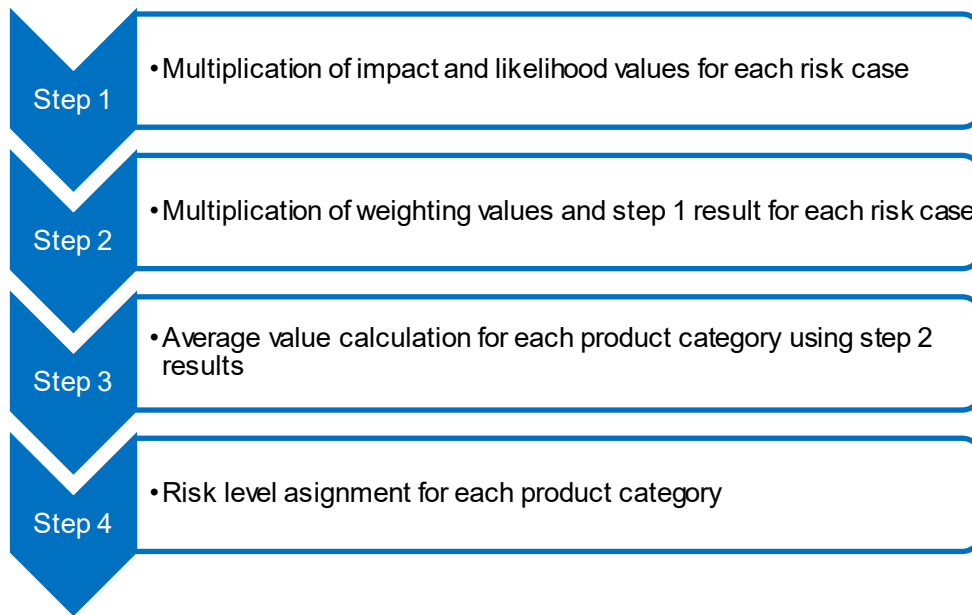 Step 1
•Multiplication of impact and likelihood values for each risk case
Step 2
•Multiplication of weighting values and step 1 result for each risk case
Step 3
•Average value calculation for each product category using step 2
results
Step 4
•Risk level asignment for each product category